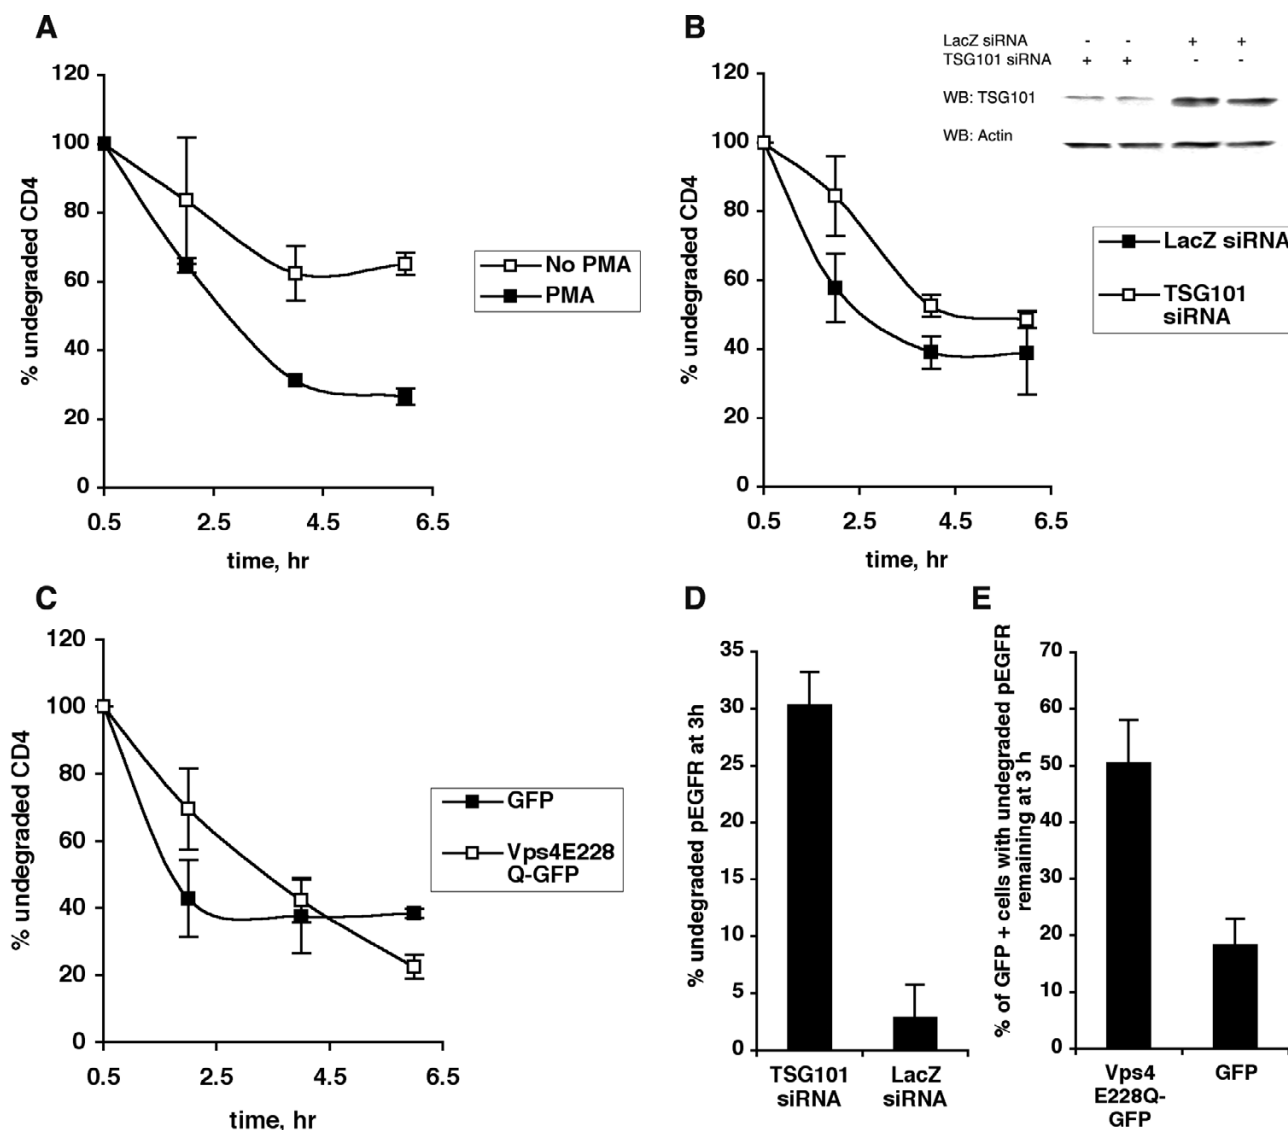 A
120
100
80
60
40
20
0
0.5 2.5 4.5 6.5
% undegraded CD4
time, hr
No PMA
PMA
B
LacZ siRNA - - + +
TSG101 siRNA + + - -
WB: TSG101
WB: Actin
120
100
80
60
40
20
0
0.5 2.5 4.5 6.5
% undegraded CD4
time, hr
LacZ siRNA
TSG101
siRNA
C
120
100
80
60
40
20
0
0.5 2.5 4.5 6.5
% undegraded CD4
time, hr
GFP
Vps4E228
Q-GFP
D
35
30
25
20
15
10
5
0
% undegraded pEGFR at 3h
TSG101
siRNA
LacZ
siRNA
E
70
60
50
40
30
20
10
0
% of GFP + cells with undegraded pEGFR
remaining at 3 h
Vps4
E228Q-
GFP
GFP